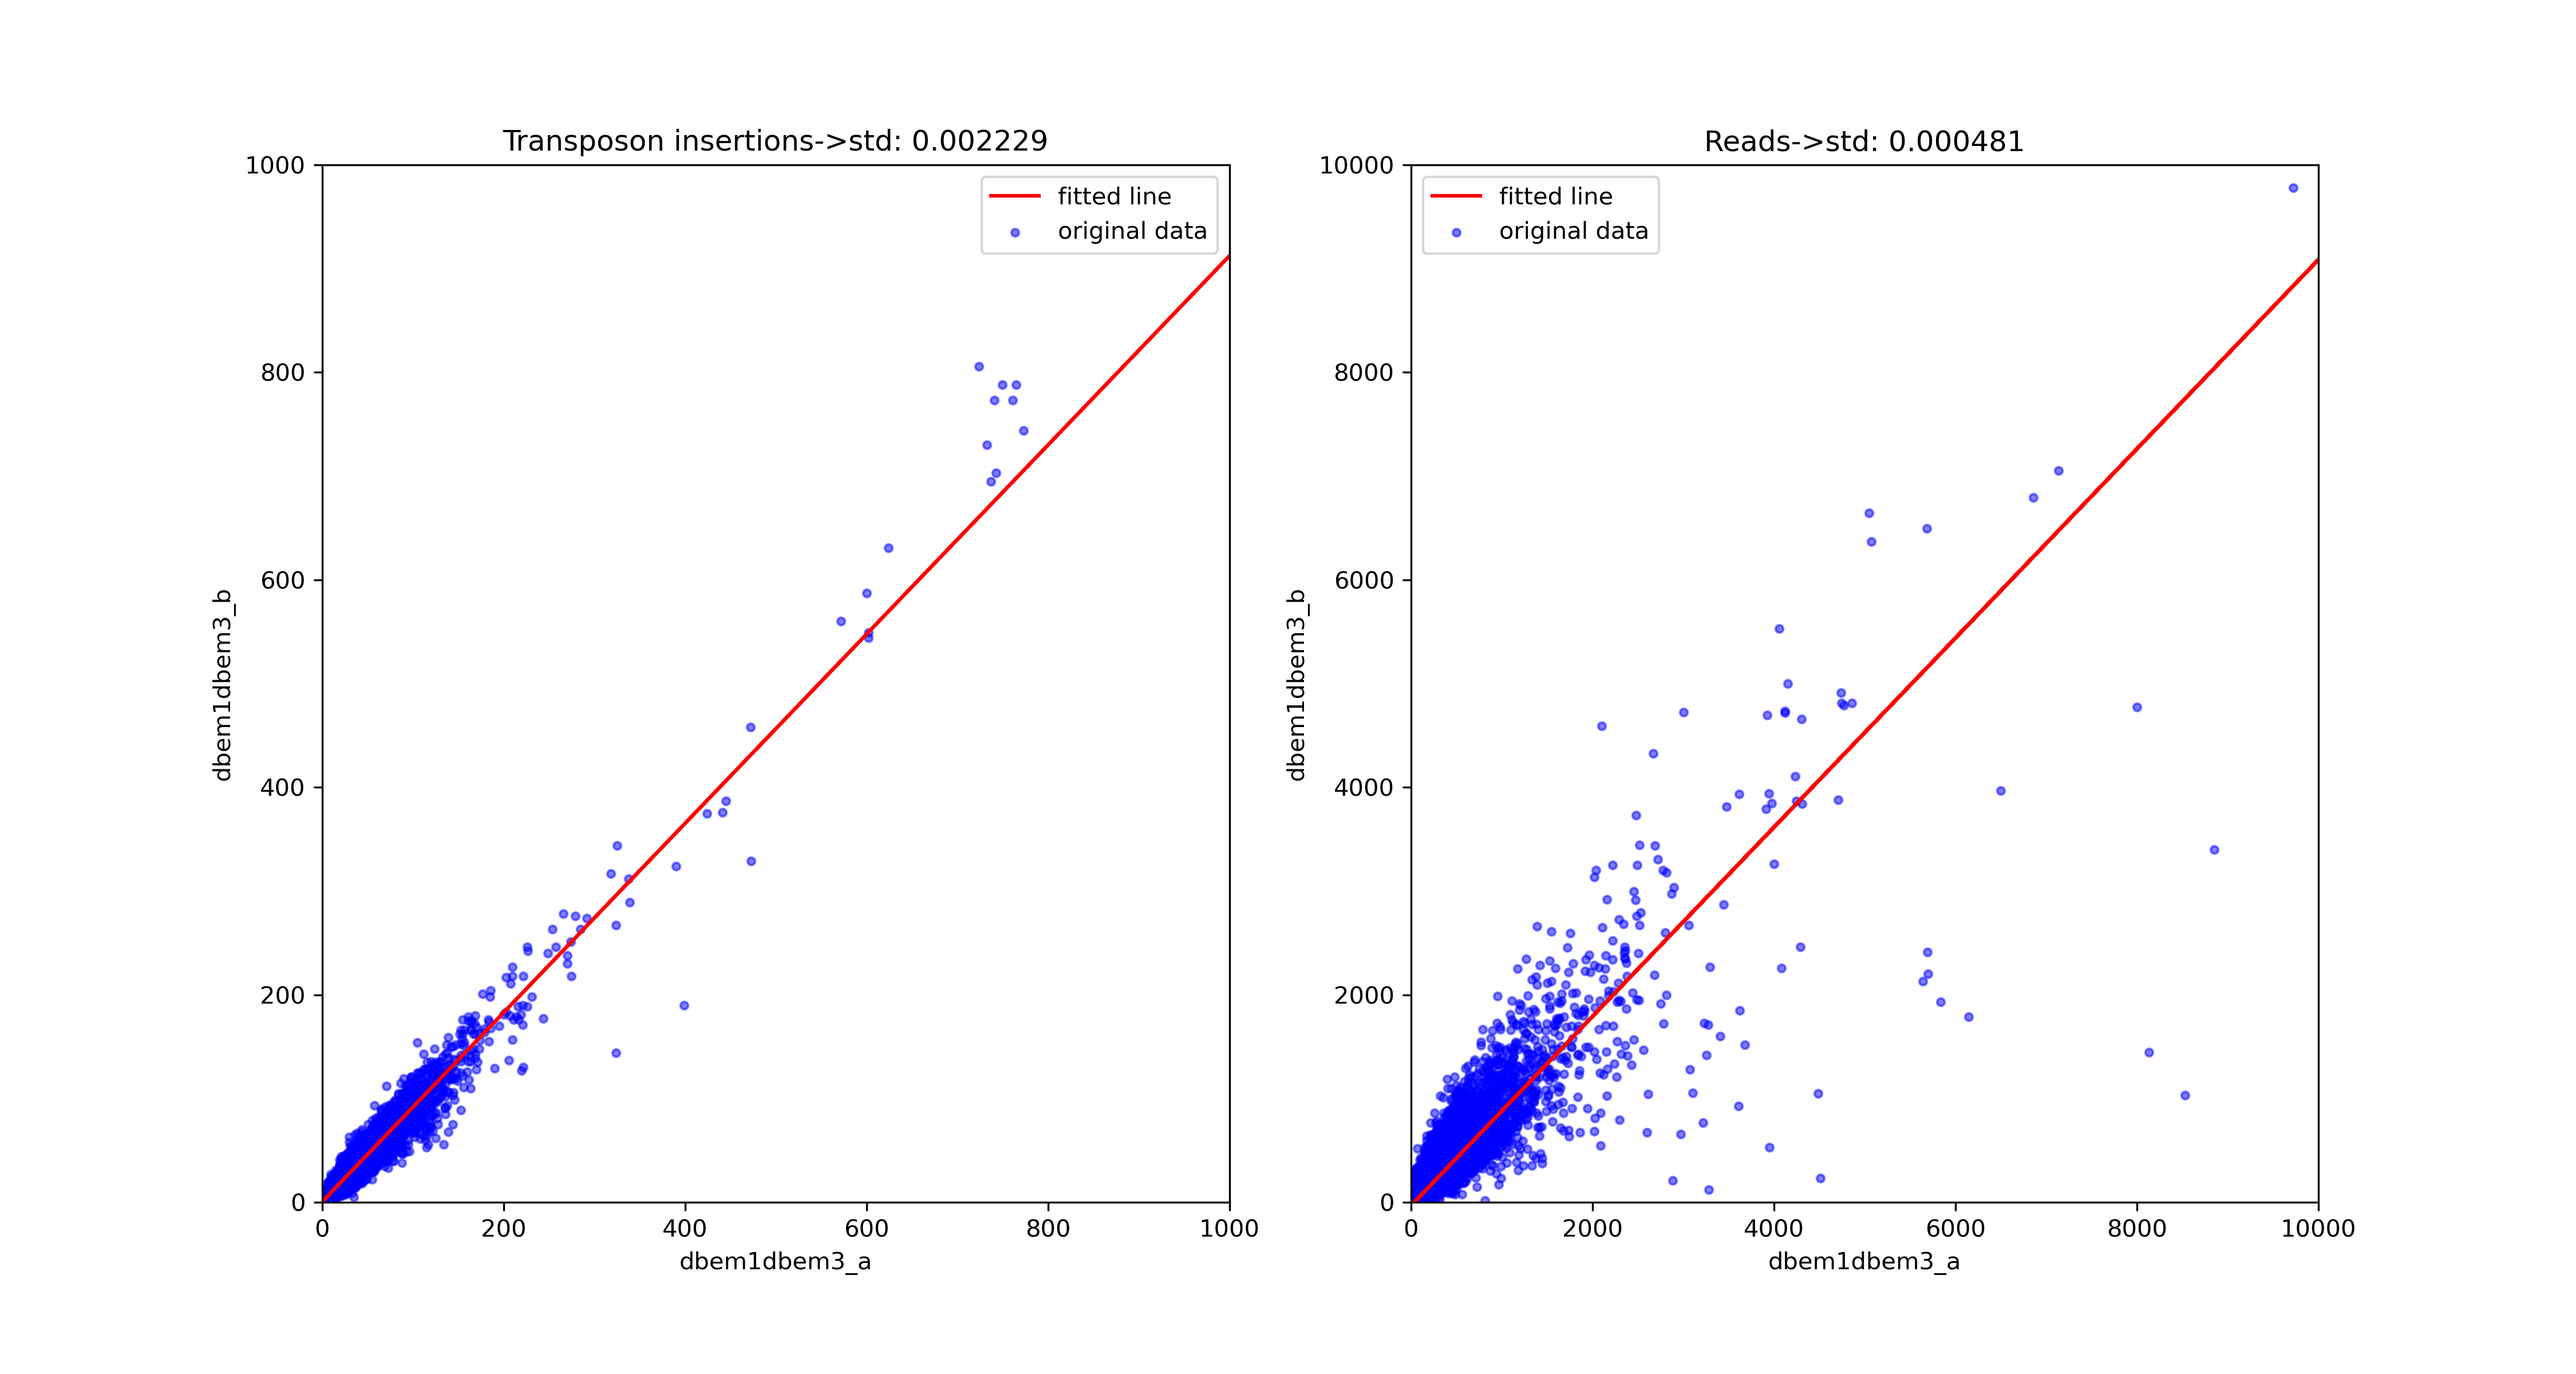 Transposon insertions->std: 0.002229
fitted line
original data
1000
800
600
400
200
0
dbem1dbem3_b
0 200 400 600 800 1000
dbem1dbem3_a
Reads->std: 0.000481
fitted line
original data
10000
8000
6000
4000
2000
0
dbem1dbem3_b
0 2000 4000 6000 8000 10000
dbem1dbem3_a